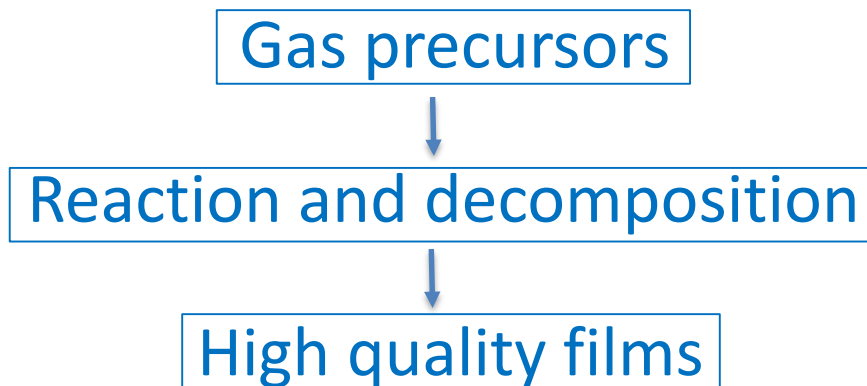 Gas precursors
Reaction and decomposition
High quality films